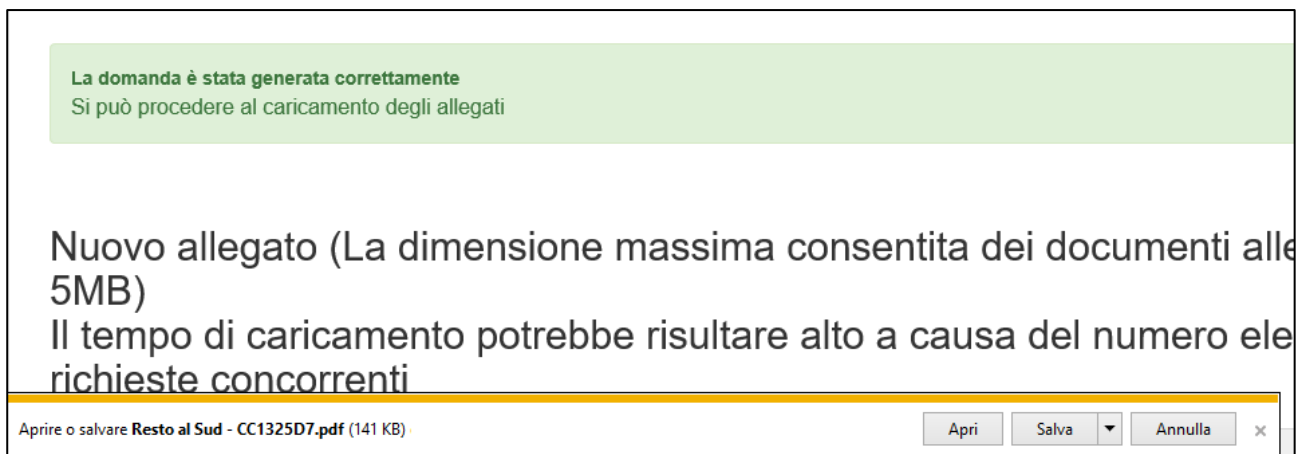 La domanda è stata generata correttamente
Si può procedere al caricamento degli allegati
Nuovo allegato (La dimensione massima consentita dei documenti alle
5MB)
Il tempo di caricamento potrebbe risultare alto a causa del numero ele
richieste concorrenti
Aprire o salvare Resto al Sud - CC1325D7.pdf (141 KB)
Apri Salva Annulla